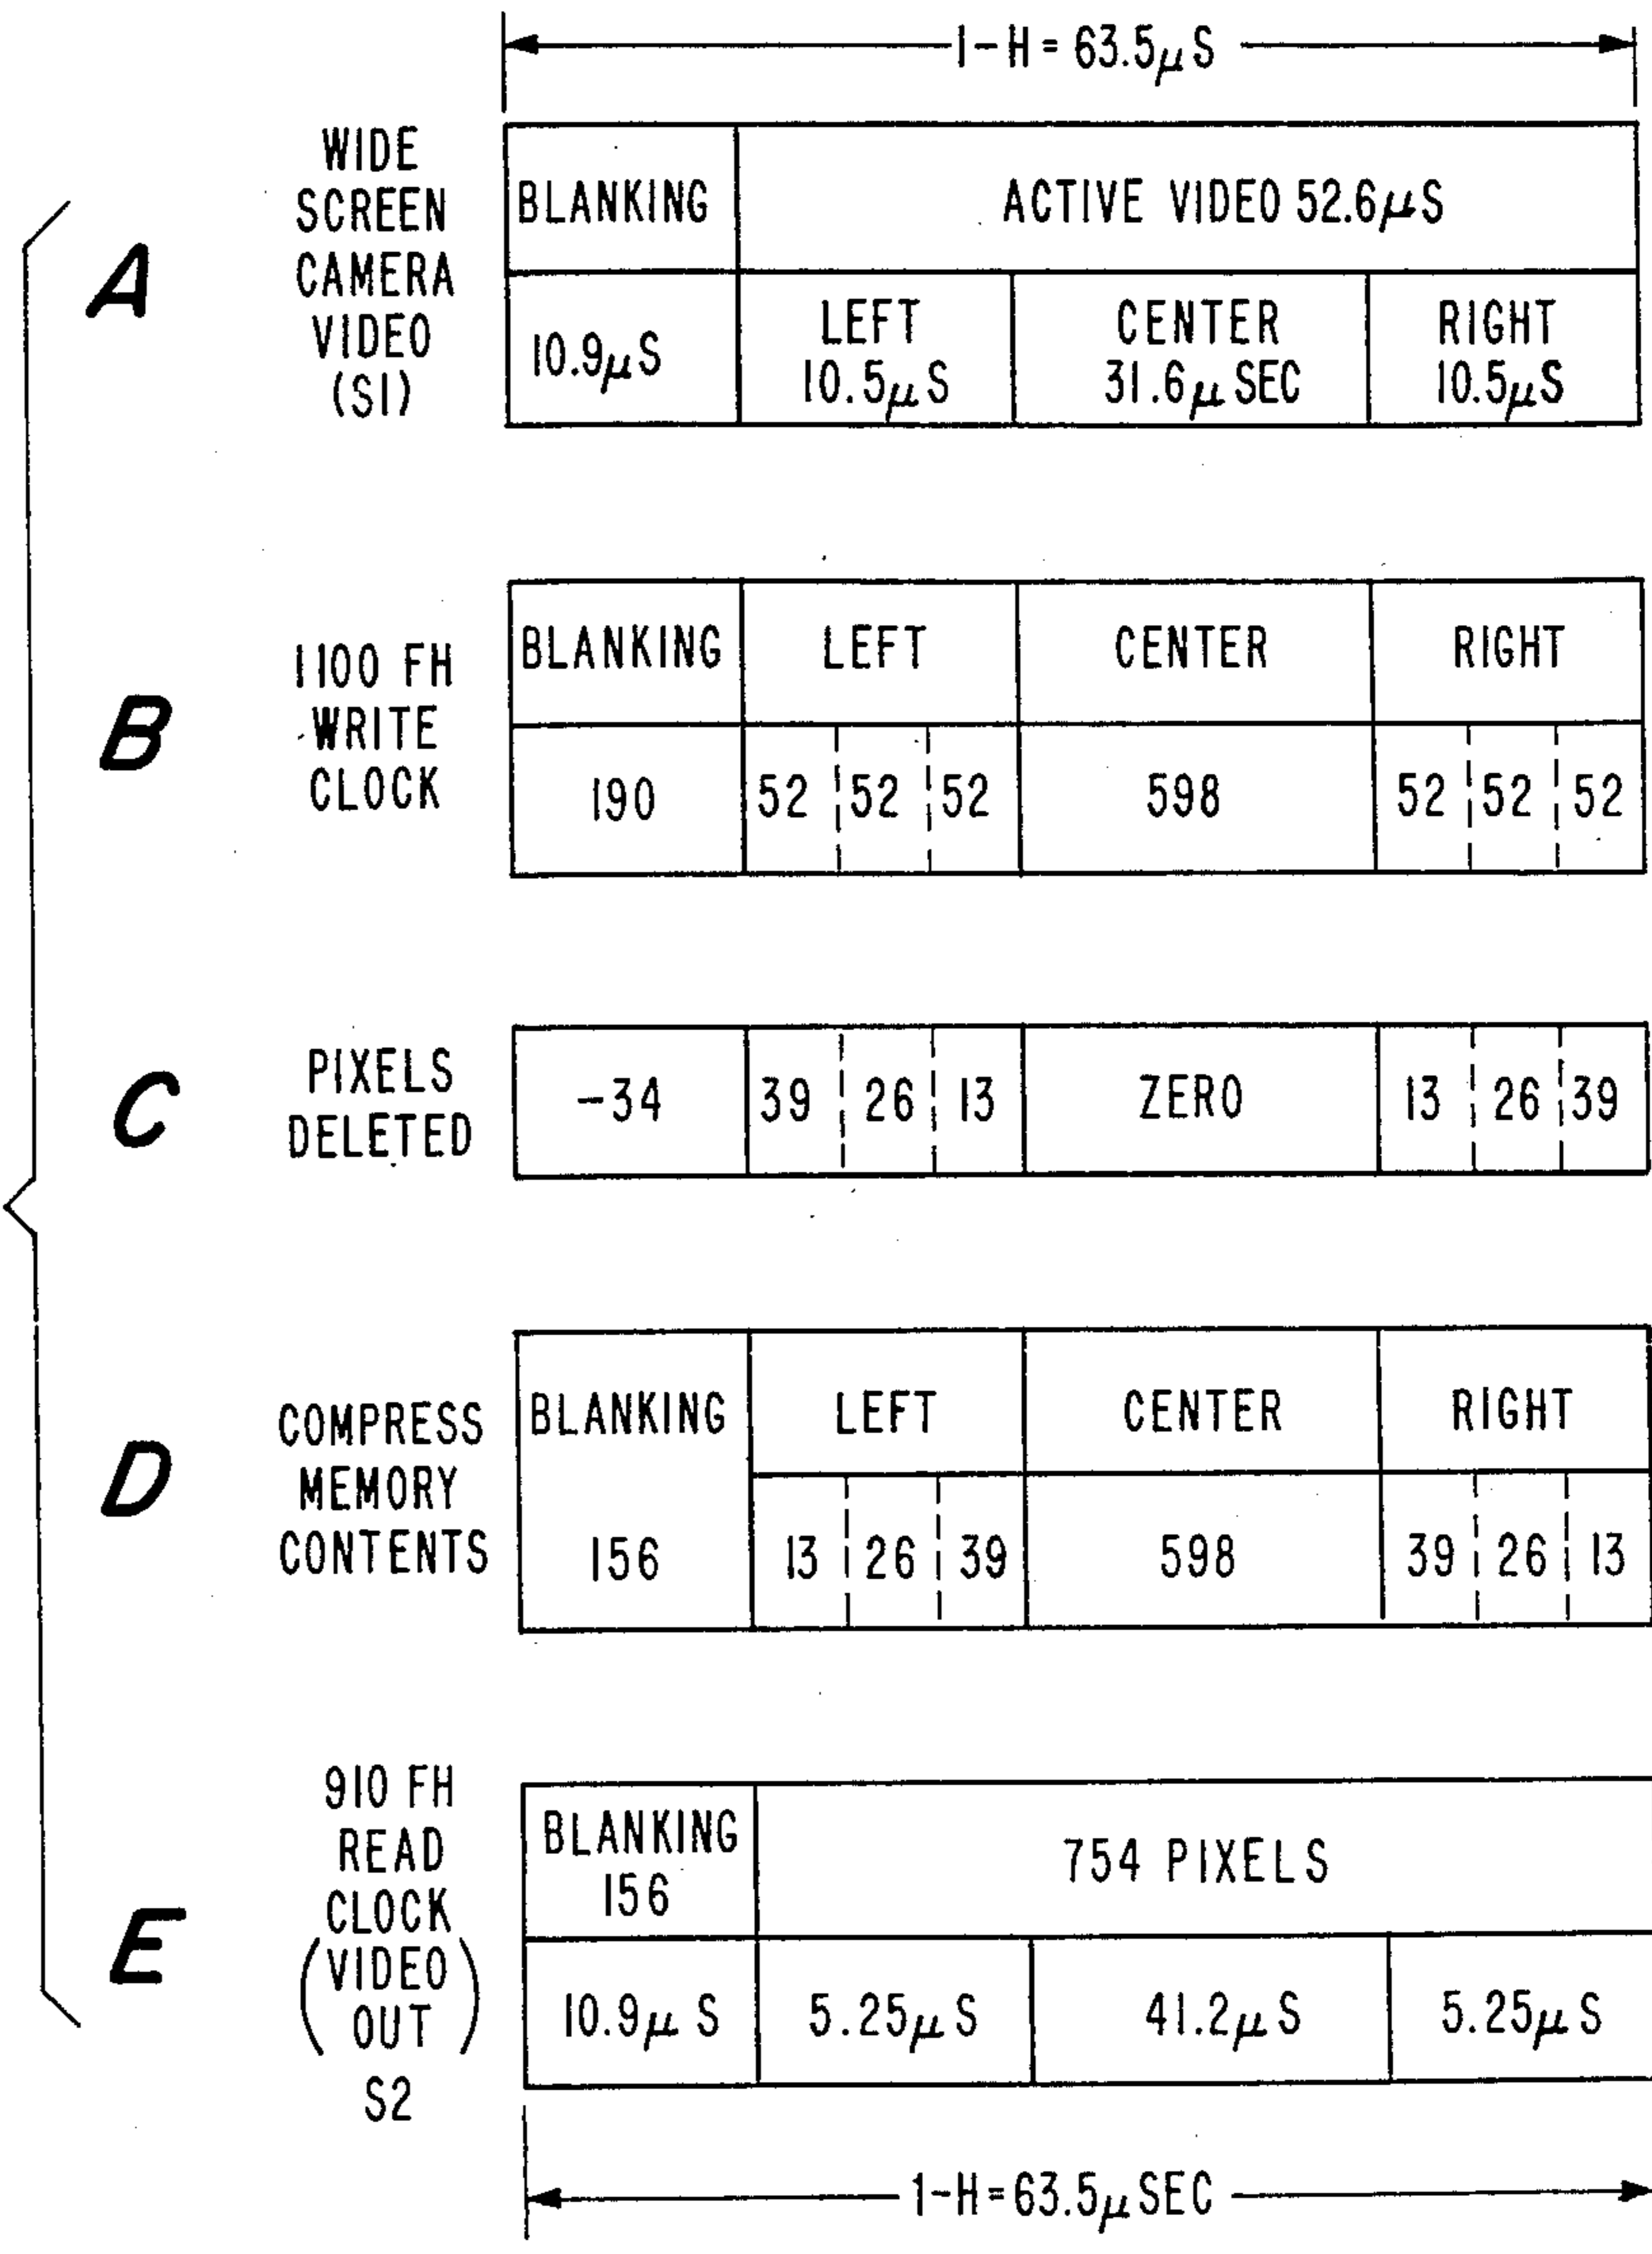 1-H = 63.5μS
A
WIDE
SCREEN
CAMERA
VIDEO
(S1)
BLANKING
ACTIVE VIDEO 52.6μS
10.9μS
LEFT
10.5μS
CENTER
31.6μ SEC
RIGHT
10.5μS
B
1100 FH
WRITE
CLOCK
BLANKING LEFT CENTER RIGHT
190 52 52 52 598 52 52 52
C
PIXELS
DELETED
-34 39 26 13 ZERO 13 26 39
D
COMPRESS
MEMORY
CONTENTS
BLANKING LEFT CENTER RIGHT
156 13 26 39 598 39 26 13
E
910 FH
READ
CLOCK
(VIDEO
OUT)
S2
BLANKING
156
754 PIXELS
10.9μ S 5.25μ S 41.2μ S 5.25μ S
1-H = 63.5μ SEC